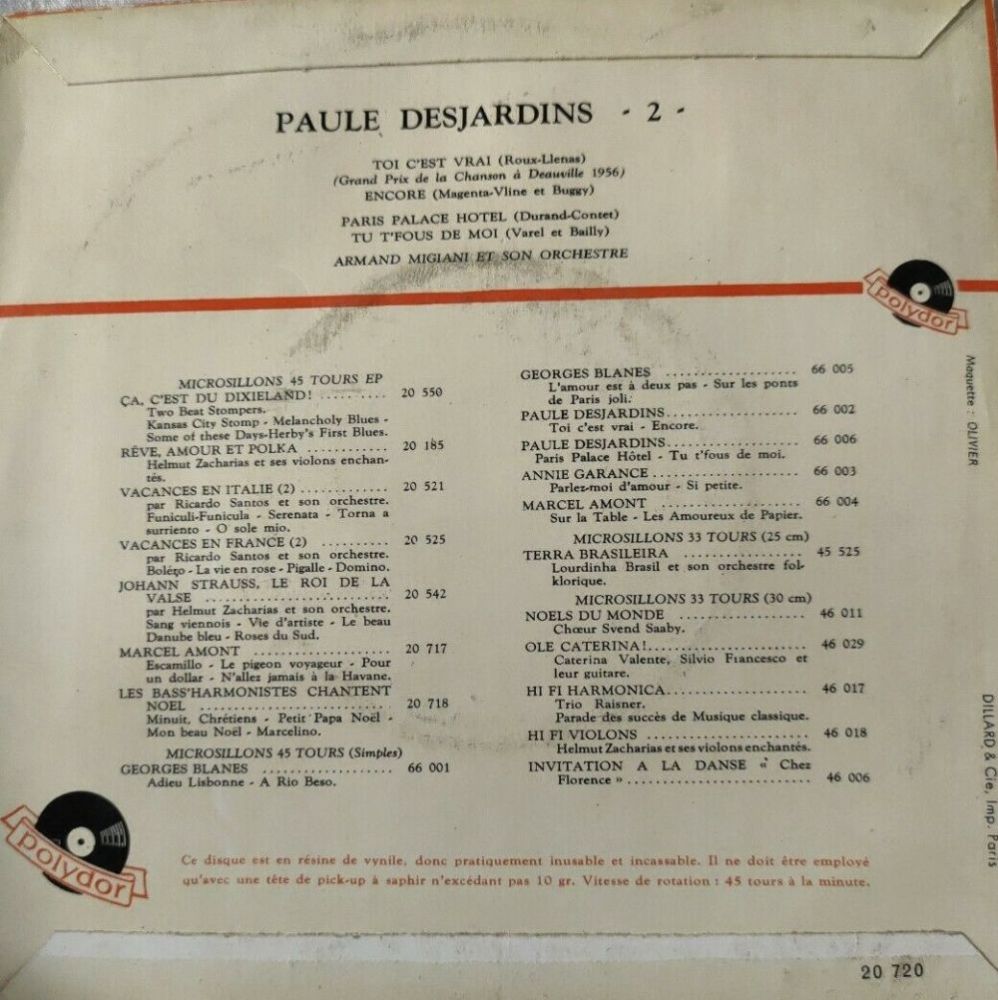 PAULE DESJARDINS - 2 -
TOI C'EST VRAI (Roux-Llenas)
(Grand Prix de la Chanson à Deauville 1956)
ENCORE (Magenta-Vline et Buggy)
PARIS PALACE HOTEL (Durand-Contet)
TU T'FOUS DE MOI (Varel et Bailly)
ARMAND MIGIANI ET SON ORCHESTRE
polydor
Maquette : OLIVIER
MICROSILLONS 45 TOURS EP
ÇA, C'EST DU DIXIELAND! .......... 20 550
Two Beat Stompers.
Kansas City Stomp - Melancholy Blues -
Some of these Days-Herby's First Blues.
RÊVE, AMOUR ET POLKA ............ 20 185
Helmut Zacharias et ses violons enchan-
tés.
VACANCES EN ITALIE (2) ............. 20 521
par Ricardo Santos et son orchestre.
Funiculi-Funicula - Serenata - Torna a
surriento - O sole mio.
VACANCES EN FRANCE (2) .......... 20 525
par Ricardo Santos et son orchestre.
Boléro - La vie en rose - Pigalle - Domino.
JOHANN STRAUSS, LE ROI DE LA
VALSE ........................... 20 542
par Helmut Zacharias et son orchestre.
Sang viennois - Vie d'artiste - Le beau
Danube bleu - Roses du Sud.
MARCEL AMONT .................... 20 717
Escamillo - Le pigeon voyageur - Pour
un dollar - N'allez jamais à la Havane.
LES BASS'HARMONISTES CHANTENT
NOEL ............................ 20 718
Minuit, Chrétiens - Petit Papa Noël -
Mon beau Noël - Marcelino.
MICROSILLONS 45 TOURS (Simples)
GEORGES BLANES ................... 66 001
Adieu Lisbonne - A Rio Beso.
GEORGES BLANES ................... 66 005
L'amour est à deux pas - Sur les ponts
de Paris joli.
PAULE DESJARDINS................... 66 002
Toi c'est vrai - Encore.
PAULE DESJARDINS................... 66 006
Paris Palace Hôtel - Tu t'fous de moi.
ANNIE GARANCE ..................... 66 003
Parlez-moi d'amour - Si petite.
MARCEL AMONT ..................... 66 004
Sur la Table - Les Amoureux de Papier.
MICROSILLONS 33 TOURS (25 cm)
TERRA BRASILEIRA ................. 45 525
Lourdinha Brasil et son orchestre fol-
klorique.
MICROSILLONS 33 TOURS (30 cm)
NOELS DU MONDE .................. 46 011
Chœur Svend Saaby.
OLE CATERINA!...................... 46 029
Caterina Valente, Silvio Francesco et
leur guitare.
HI FI HARMONICA.................... 46 017
Trio Raisner.
Parade des succès de Musique classique.
HI FI VIOLONS ...................... 46 018
Helmut Zacharias et ses violons enchantés.
INVITATION A LA DANSE « Chez
Florence » .......................... 46 006
DILLARD & Cie, Imp. Paris
polydor
Ce disque est en résine de vynile, donc pratiquement inusable et incassable. Il ne doit être employé
qu'avec une tête de pick-up à saphir n'excédant pas 10 gr. Vitesse de rotation : 45 tours à la minute.
20 720